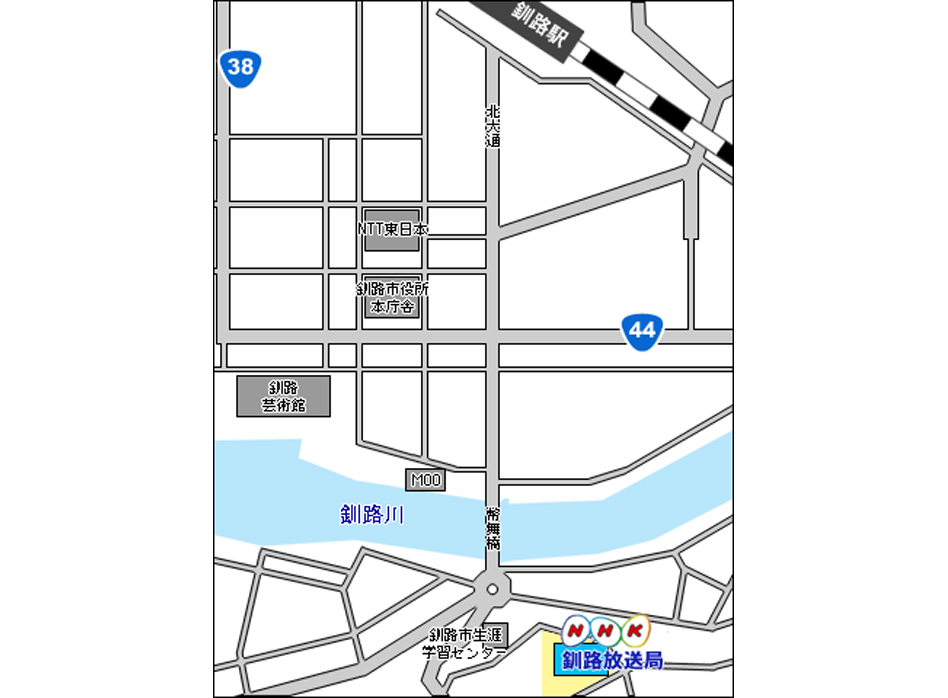 釧路駅
38
北大通
NTT東日本
釧路市役所
本庁舎
44
釧路
芸術館
MOO
釧路川
幣舞橋
釧路市生涯
学習センター
NHK
釧路放送局